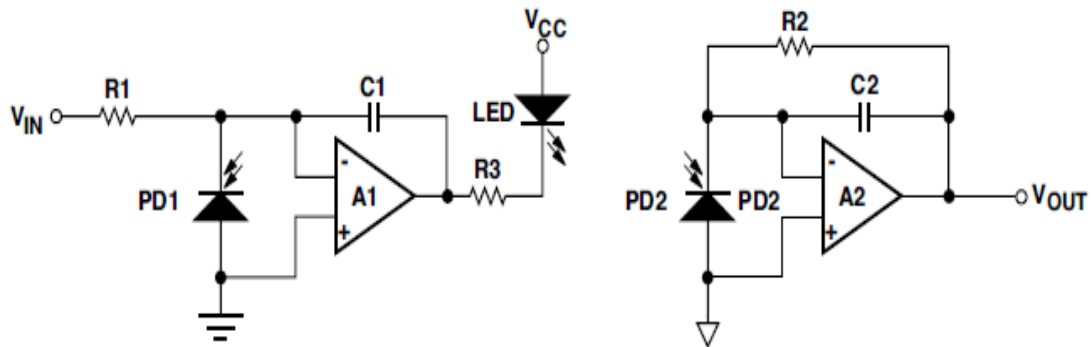 VCC
R2
R1
C1
C2
VIN
LED
-
-
R3
PD1
A1
PD2
PD2
A2
VOUT
+
+